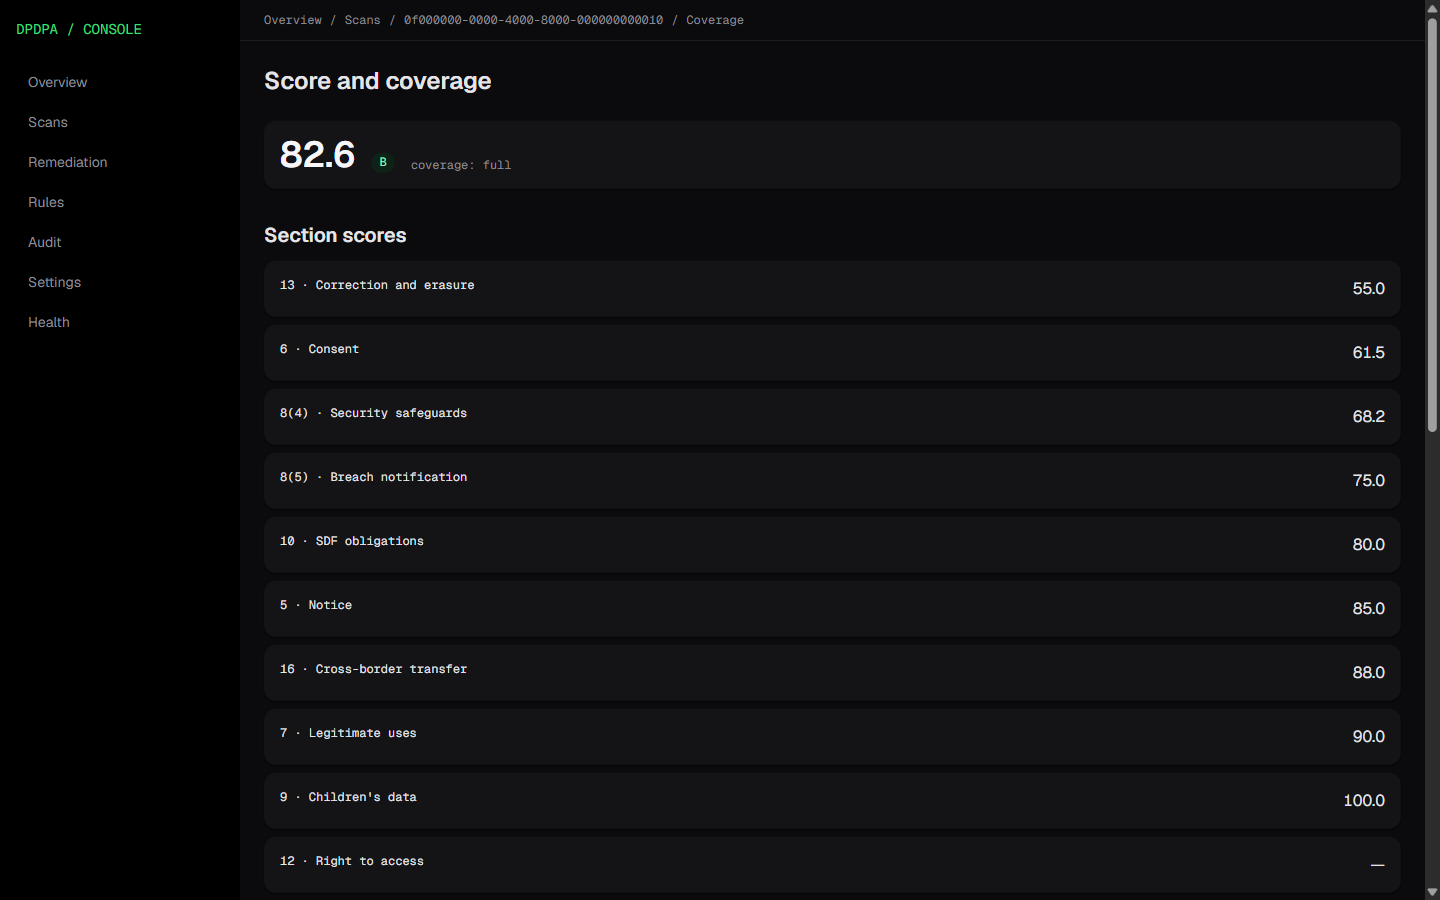 DPDPA / CONSOLE
Overview
Scans
Remediation
Rules
Audit
Settings
Health
Overview / Scans / 0f000000-0000-4000-8000-000000000010 / Coverage
Score and coverage
82.6 B coverage: full
Section scores
13 · Correction and erasure 55.0
6 · Consent 61.5
8(4) · Security safeguards 68.2
8(5) · Breach notification 75.0
10 · SDF obligations 80.0
5 · Notice 85.0
16 · Cross-border transfer 88.0
7 · Legitimate uses 90.0
9 · Children's data 100.0
12 · Right to access —